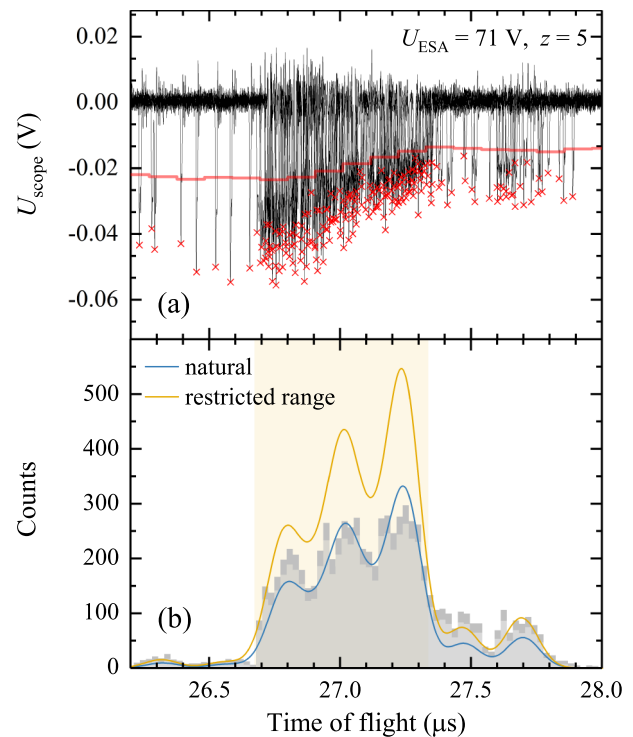 0.02
U_ESA = 71 V, z = 5
0.00
-0.02
-0.04
-0.06
U_scope (V)
(a)
natural
restricted range
500
400
300
200
100
0
Counts
(b)
26.5
27.0
27.5
28.0
Time of flight (μs)